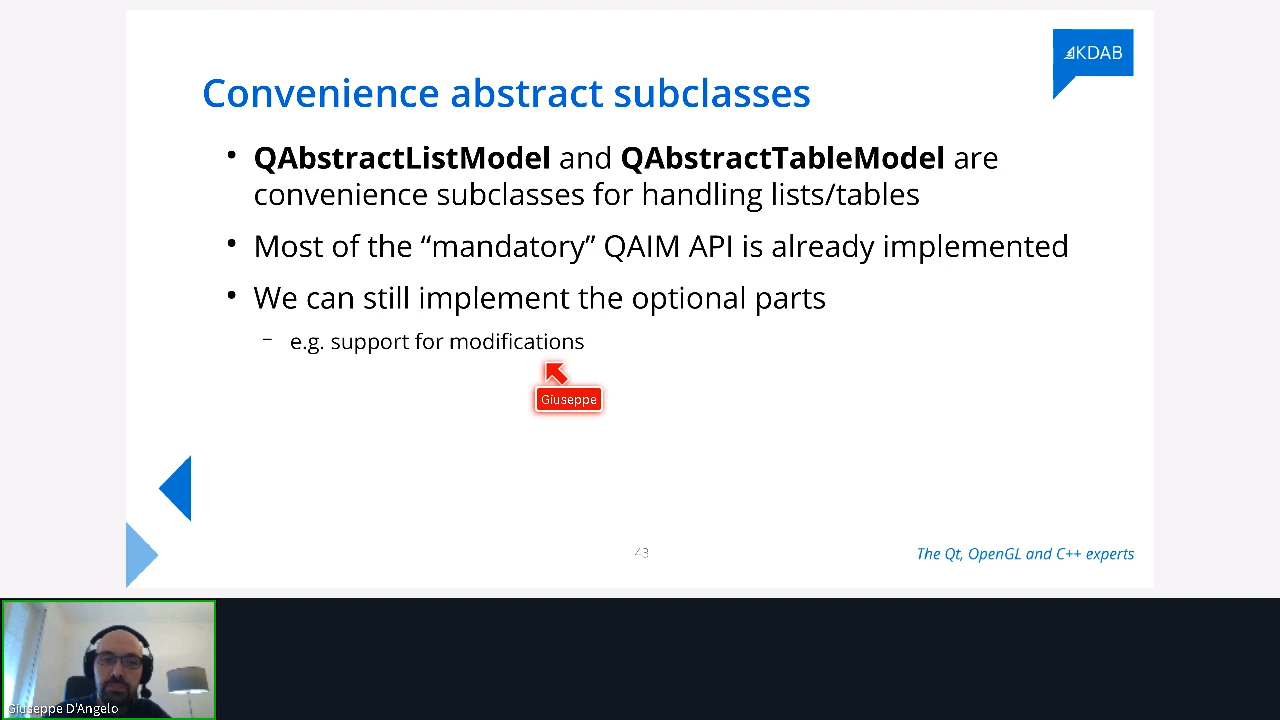 KDAB
Convenience abstract subclasses
• QAbstractListModel and QAbstractTableModel are
convenience subclasses for handling lists/tables
• Most of the “mandatory” QAIM API is already implemented
• We can still implement the optional parts
– e.g. support for modifications
Giuseppe
43
The Qt, OpenGL and C++ experts
Giuseppe D'Angelo